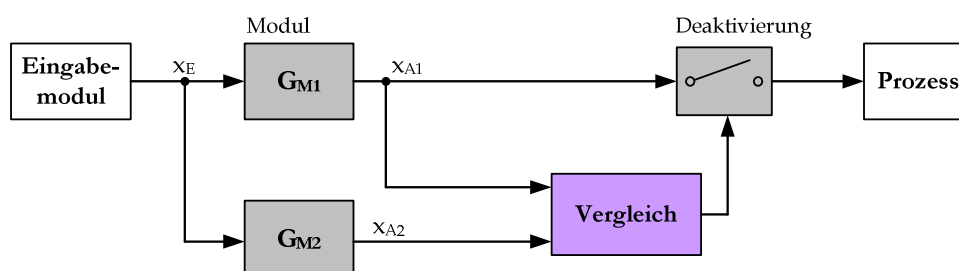 Modul
Deaktivierung
Eingabe-
modul
xE
GM1
xA1
Prozess
GM2
xA2
Vergleich